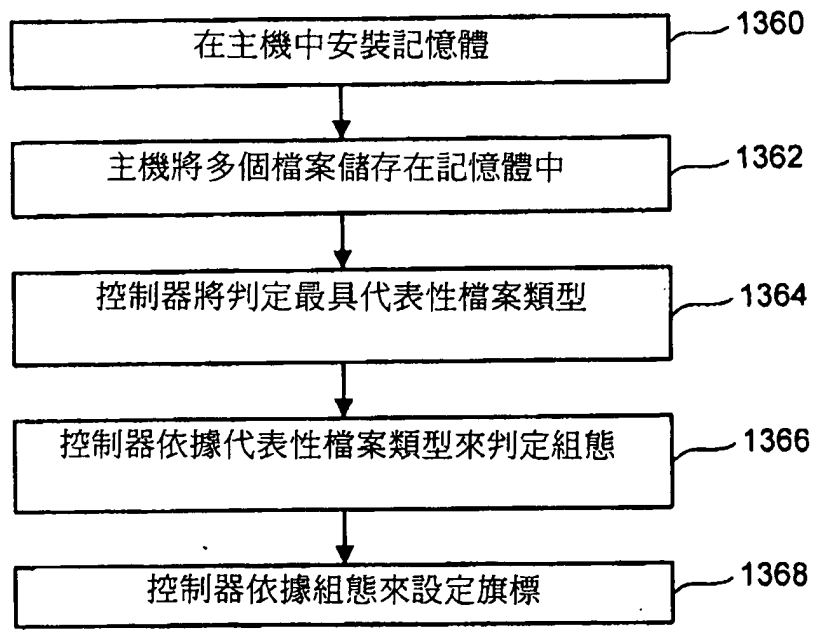 在主機中安裝記憶體
1360
主機將多個檔案儲存在記憶體中
1362
控制器將判定最具代表性檔案類型
1364
控制器依據代表性檔案類型來判定組態
1366
控制器依據組態來設定旗標
1368